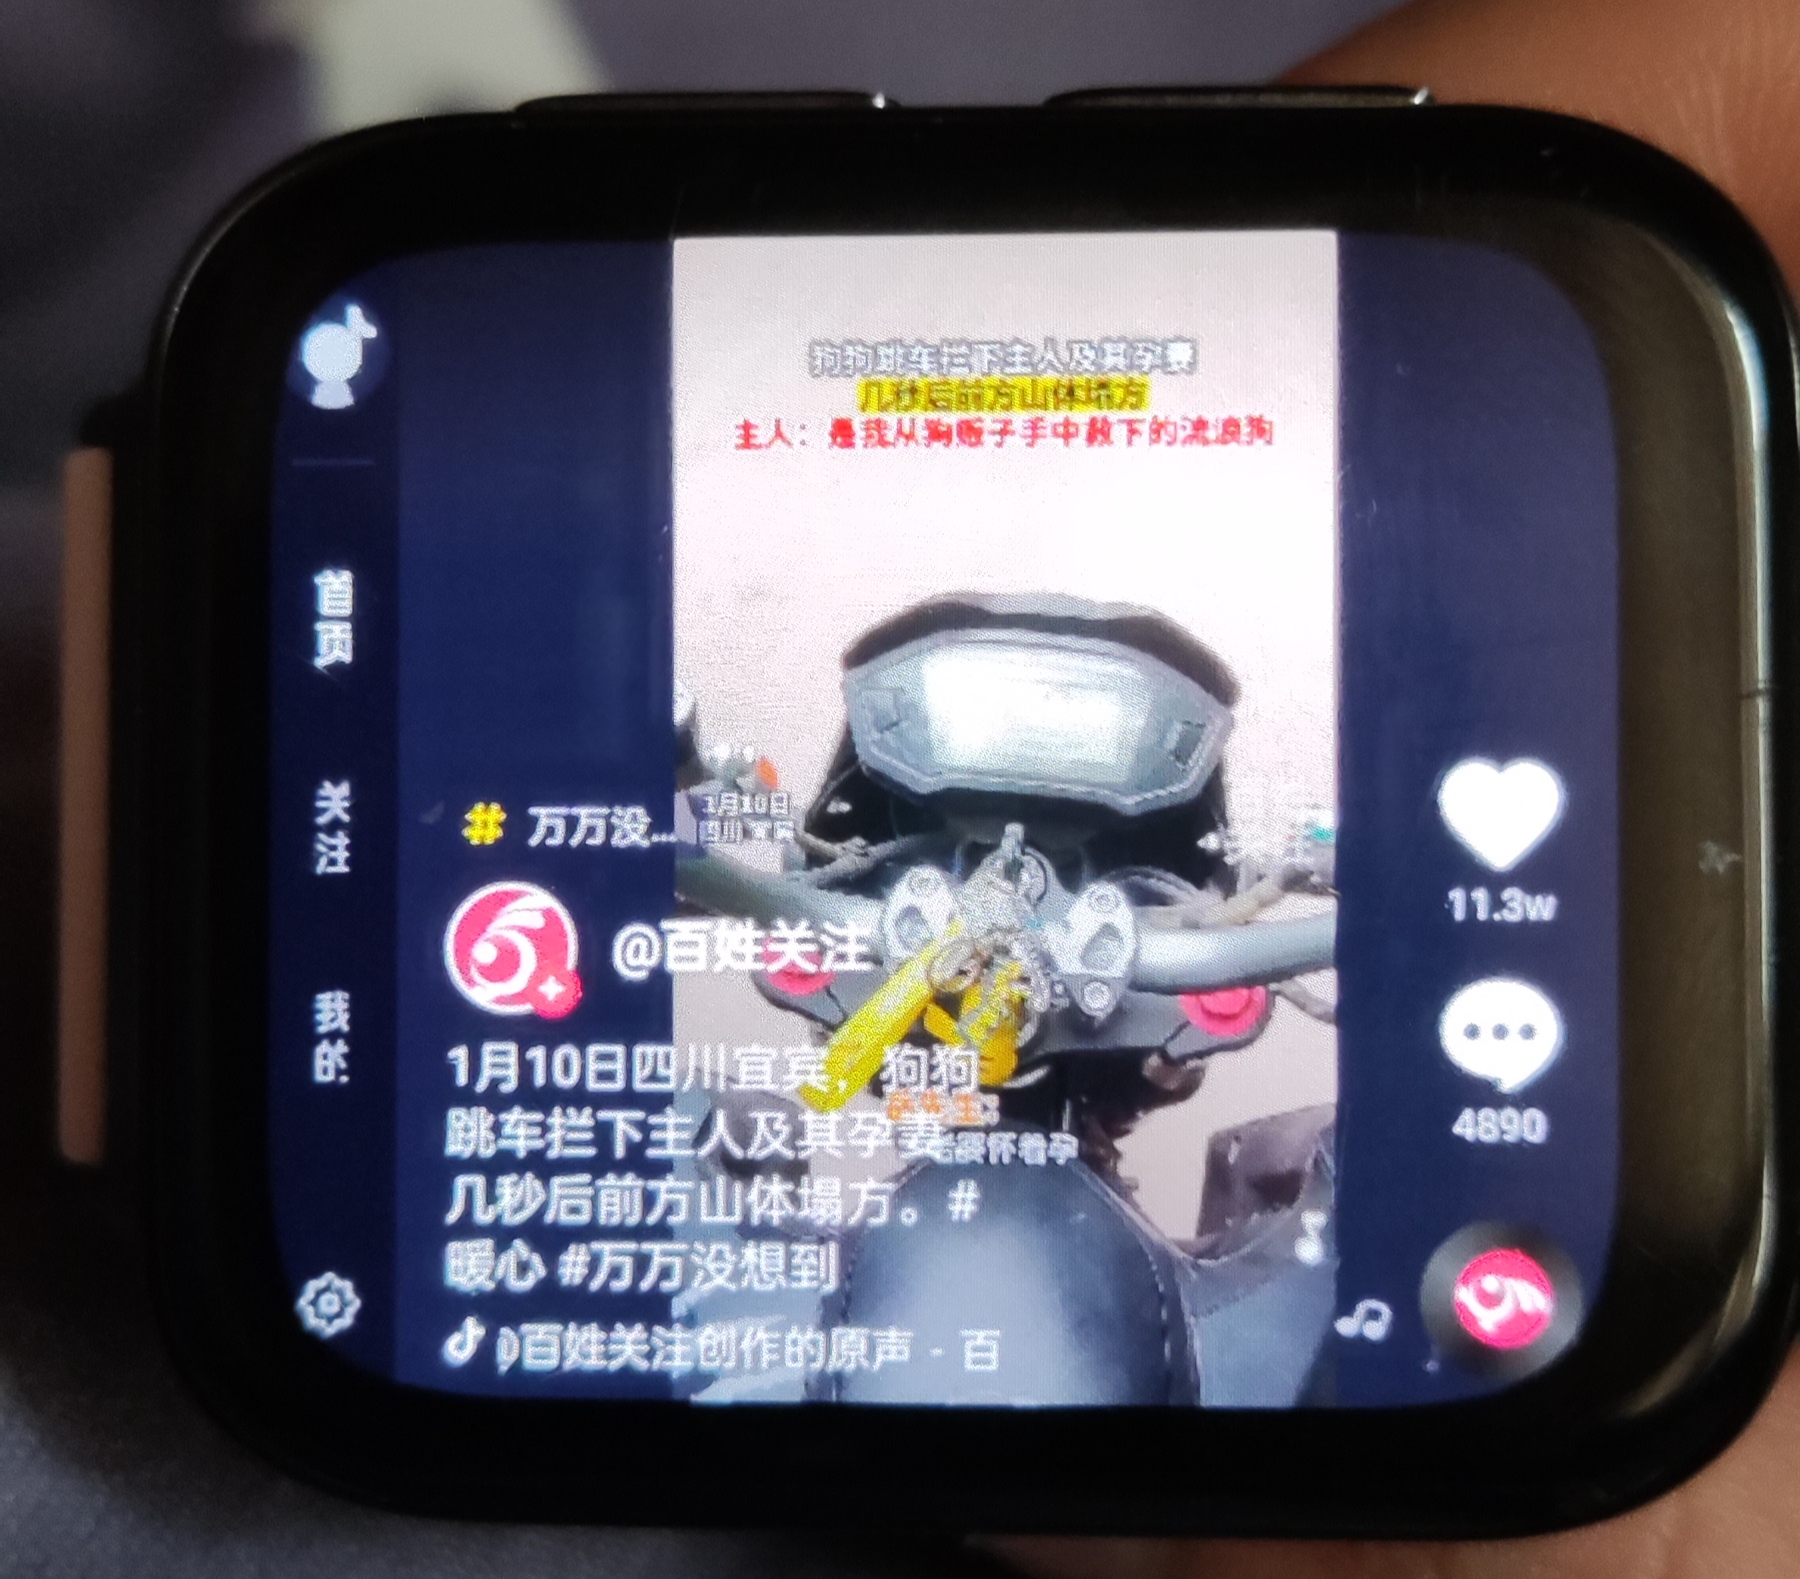 狗狗跳车拦下主人及其孕妻
几秒后前方山体塌方
主人：是我从狗贩子手中救下的流浪狗
首页
关注
我的
# 万万没...
1月10日
四川宜宾
@百姓关注
1月10日四川宜宾，狗狗
跳车拦下主人及其孕妻
几秒后前方山体塌方。#
暖心 #万万没想到
百姓关注创作的原声 - 百
11.3w
4890